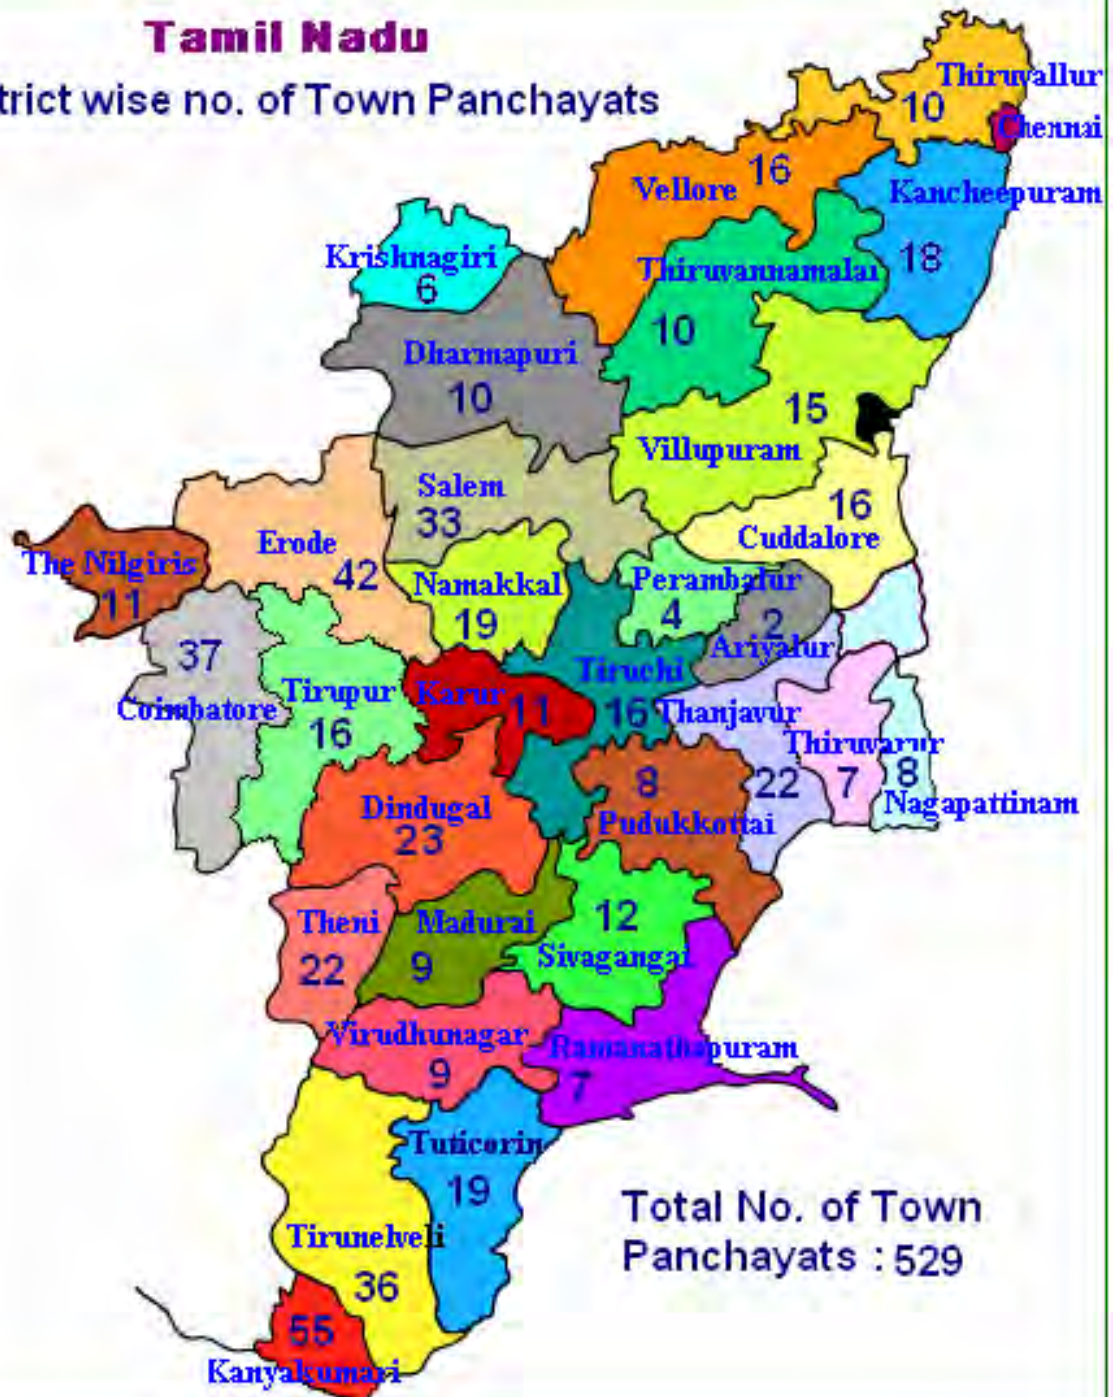 Tamil Nadu
trict wise no. of Town Panchayats
Thiruvallur
10
Chennai
Vellore 16
Kancheepuram
18
Krishnagiri
6
Thiruvannamalai
10
Dharmapuri
10
15
Villupuram
Salem
33
16
Cuddalore
The Nilgiris
11
Erode
42
Namakkal
19
Perambalur
4
2
Ariyalur
37
Coimbatore
Tirupur
16
Karur 11
Tiruchi
16
Thanjavur
22
Thiruvarur
7
8
Nagapattinam
Dindugal
23
8
Pudukkottai
Theni
22
Madurai
9
12
Sivagangai
Virudhunagar
9
Ramanathapuram
7
Tuticorin
19
Tirunelveli
36
55
Kanyakumari
Total No. of Town
Panchayats : 529